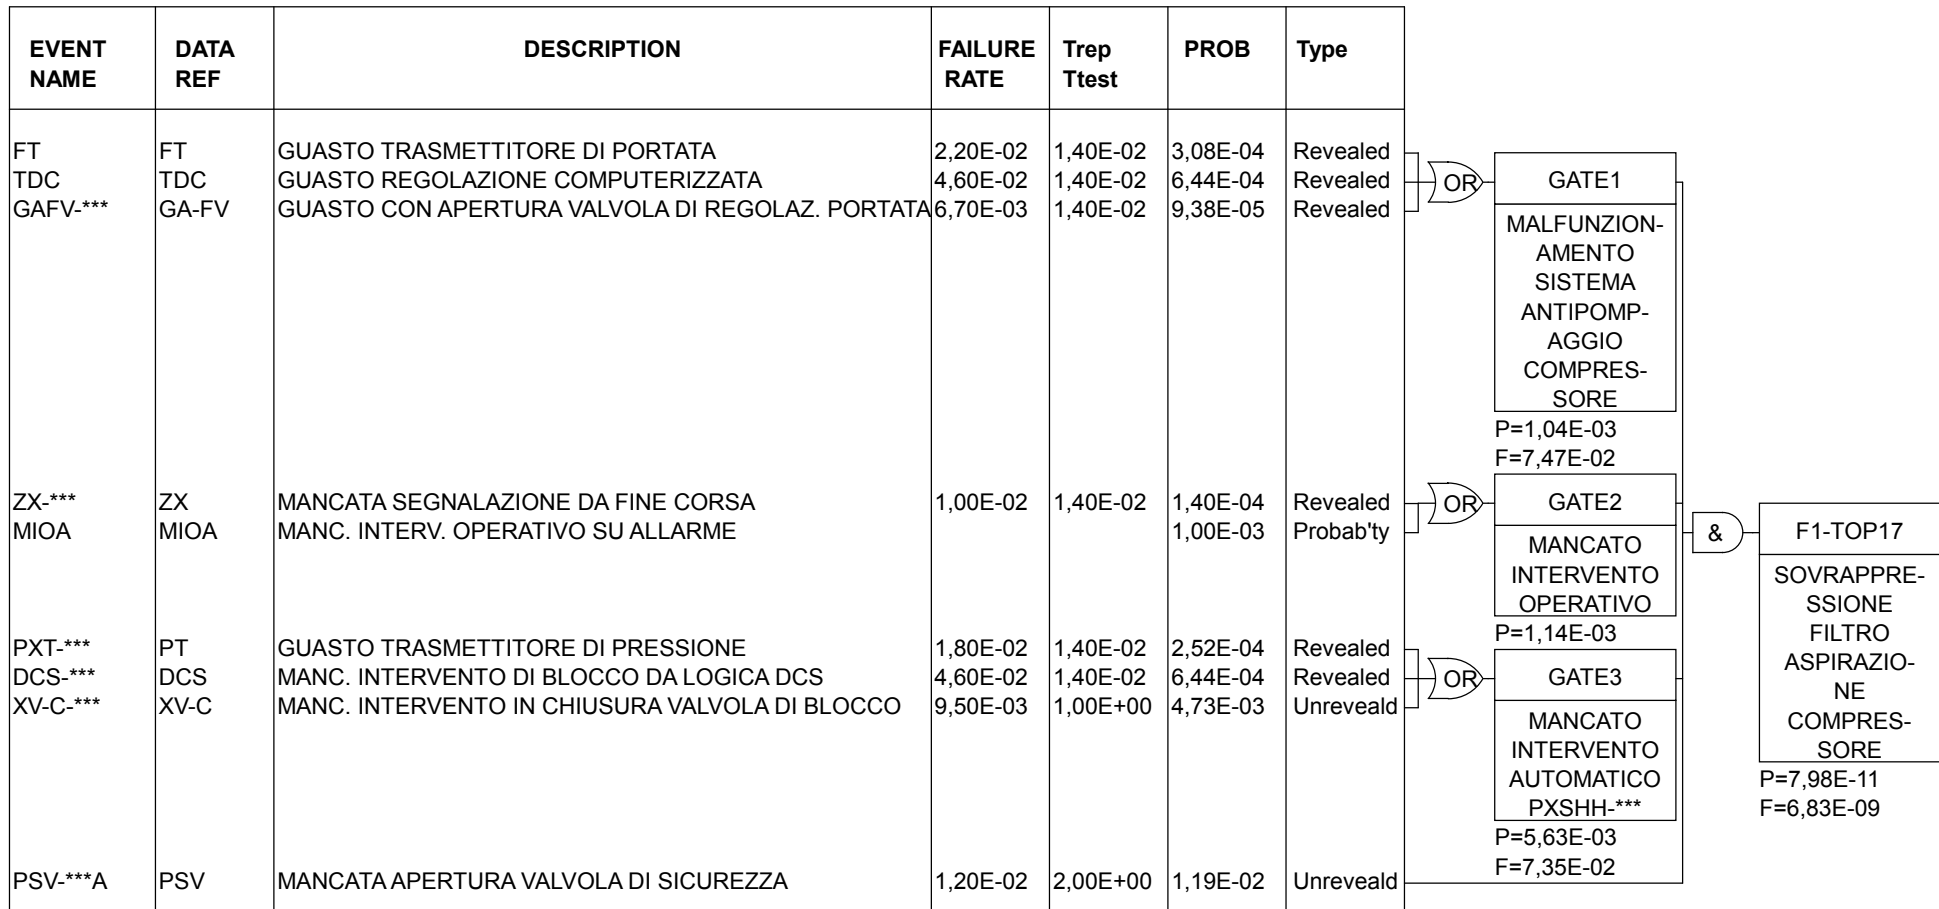 EVENT NAME DATA REF DESCRIPTION FAILURE RATE Trep Ttest PROB Type
FT FT GUASTO TRASMETTITORE DI PORTATA 2,20E-02 1,40E-02 3,08E-04 Revealed
TDC TDC GUASTO REGOLAZIONE COMPUTERIZZATA 4,60E-02 1,40E-02 6,44E-04 Revealed
GAFV-*** GA-FV GUASTO CON APERTURA VALVOLA DI REGOLAZ. PORTATA 6,70E-03 1,40E-02 9,38E-05 Revealed
OR
GATE1
MALFUNZION-
AMENTO
SISTEMA
ANTIPOMP-
AGGIO
COMPRES-
SORE
P=1,04E-03
F=7,47E-02
ZX-*** ZX MANCATA SEGNALAZIONE DA FINE CORSA 1,00E-02 1,40E-02 1,40E-04 Revealed
MIOA MIOA MANC. INTERV. OPERATIVO SU ALLARME 1,00E-03 Probab'ty
OR
GATE2
MANCATO
INTERVENTO
OPERATIVO
P=1,14E-03
PXT-*** PT GUASTO TRASMETTITORE DI PRESSIONE 1,80E-02 1,40E-02 2,52E-04 Revealed
DCS-*** DCS MANC. INTERVENTO DI BLOCCO DA LOGICA DCS 4,60E-02 1,40E-02 6,44E-04 Revealed
XV-C-*** XV-C MANC. INTERVENTO IN CHIUSURA VALVOLA DI BLOCCO 9,50E-03 1,00E+00 4,73E-03 Unreveald
OR
GATE3
MANCATO
INTERVENTO
AUTOMATICO
PXSHH-***
P=5,63E-03
F=7,35E-02
PSV-***A PSV MANCATA APERTURA VALVOLA DI SICUREZZA 1,20E-02 2,00E+00 1,19E-02 Unreveald
&
F1-TOP17
SOVRAPPRE-
SSIONE
FILTRO
ASPIRAZIO-
NE
COMPRES-
SORE
P=7,98E-11
F=6,83E-09